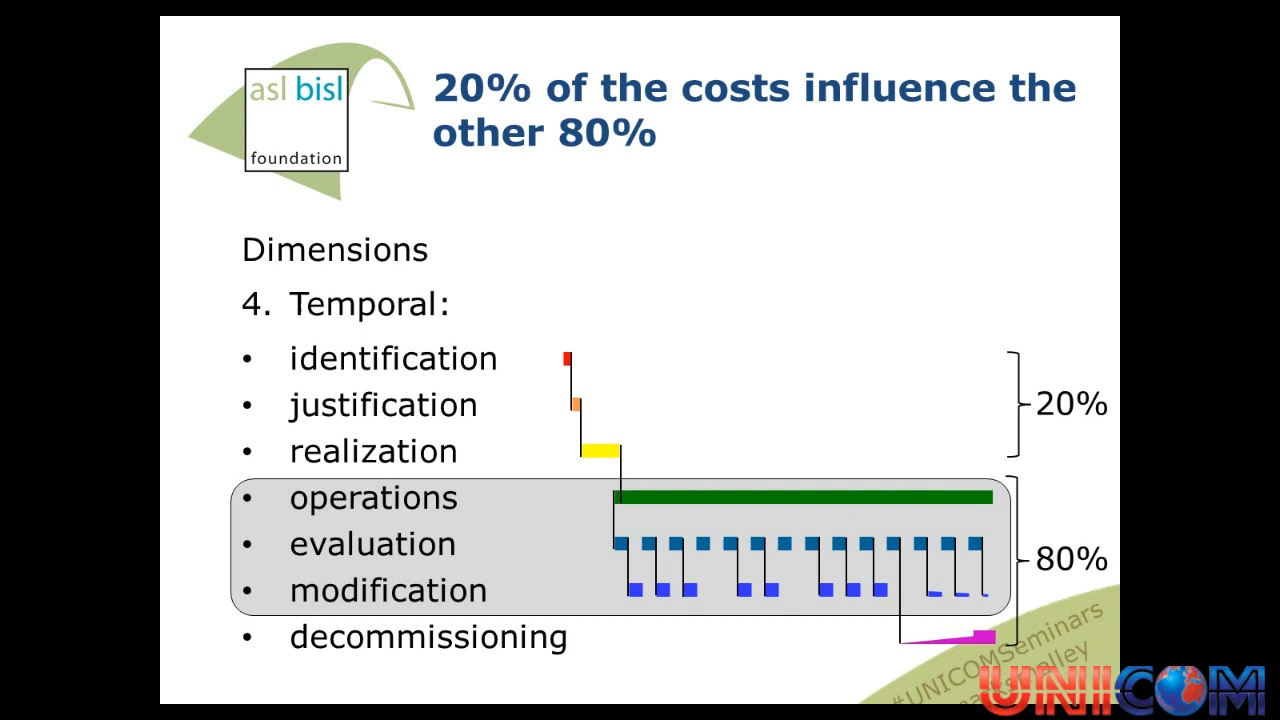 asl bisl
foundation
20% of the costs influence the
other 80%
Dimensions
4. Temporal:
• identification
• justification
• realization
20%
• operations
• evaluation
• modification
80%
• decommissioning
#UNICOMSeminars
UNICOM